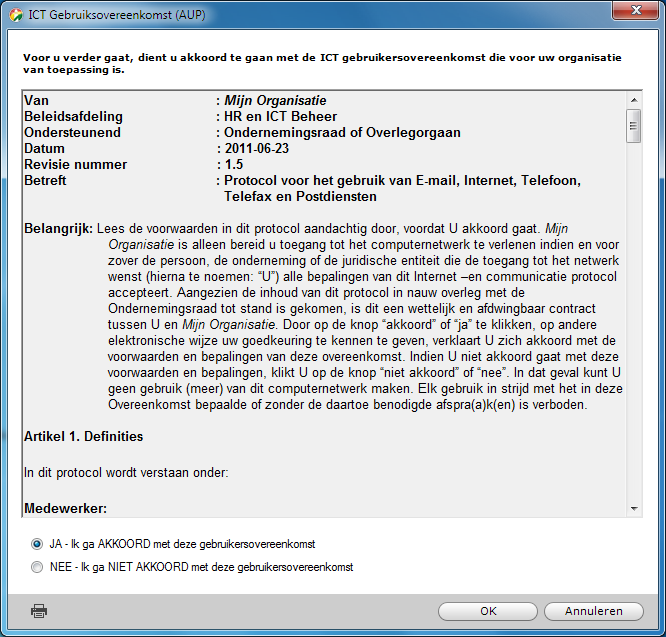 ICT Gebruiksovereenkomst (AUP)
Voor u verder gaat, dient u akkoord te gaan met de ICT gebruikersovereenkomst die voor uw organisatie
van toepassing is.
Van : Mijn Organisatie
Beleidsafdeling : HR en ICT Beheer
Ondersteunend : Ondernemingsraad of Overlegorgaan
Datum : 2011-06-23
Revisie nummer : 1.5
Betreft : Protocol voor het gebruik van E-mail, Internet, Telefoon,
Telefax en Postdiensten
Belangrijk: Lees de voorwaarden in dit protocol aandachtig door, voordat U akkoord gaat. Mijn
Organisatie is alleen bereid u toegang tot het computernetwerk te verlenen indien en voor
zover de persoon, de onderneming of de juridische entiteit die de toegang tot het netwerk
wenst (hierna te noemen: “U”) alle bepalingen van dit Internet –en communicatie protocol
accepteert. Aangezien de inhoud van dit protocol in nauw overleg met de
Ondernemingsraad tot stand is gekomen, is dit een wettelijk en afdwingbaar contract
tussen U en Mijn Organisatie. Door op de knop “akkoord” of “ja” te klikken, op andere
elektronische wijze uw goedkeuring te kennen te geven, verklaart U zich akkoord met de
voorwaarden en bepalingen van deze overeenkomst. Indien U niet akkoord gaat met deze
voorwaarden en bepalingen, klikt U op de knop “niet akkoord” of “nee”. In dat geval kunt U
geen gebruik (meer) van dit computernetwerk maken. Elk gebruik in strijd met het in deze
Overeenkomst bepaalde of zonder de daartoe benodigde afspra(a)k(en) is verboden.
Artikel 1. Definities
In dit protocol wordt verstaan onder:
Medewerker:
JA - Ik ga AKKOORD met deze gebruikersovereenkomst
NEE - Ik ga NIET AKKOORD met deze gebruikersovereenkomst
OK
Annuleren